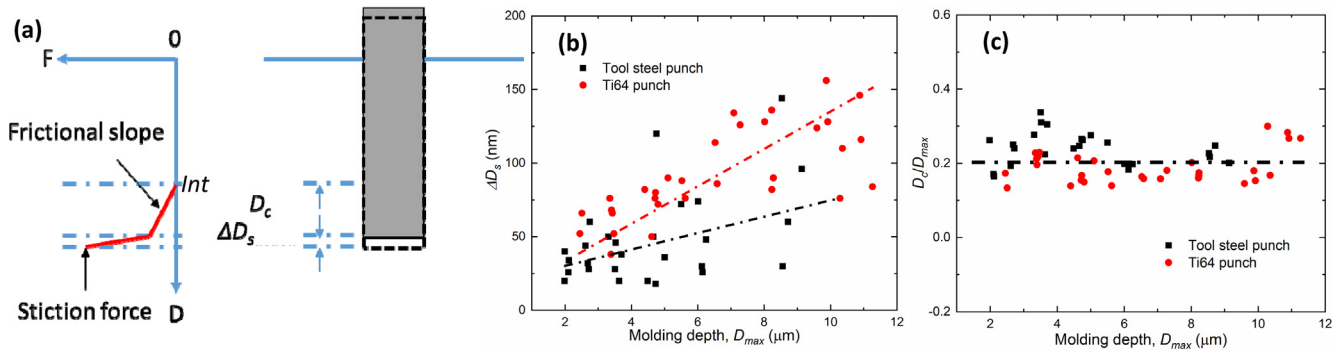 (a)
0
F
Frictional slope
Int
D_c
ΔD_s
Stiction force
D
(b)
Tool steel punch
Ti64 punch
ΔD_s (nm)
200
150
100
50
0
2 4 6 8 10 12
Molding depth, D_max (μm)
(c)
D_c/D_max
0.6
0.4
0.2
0.0
-0.2
Tool steel punch
Ti64 punch
2 4 6 8 10 12
Molding depth, D_max (μm)